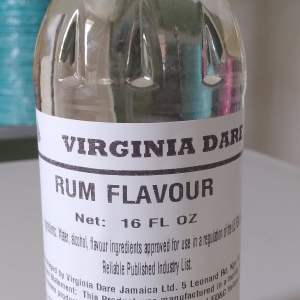 VIRGINIA DARE
RUM FLAVOUR
Net: 16 FL OZ
Water, alcohol, flavour ingredients approved for use in a regulation of the
Reliable Published Industry List.
by Virginia Dare Jamaica Ltd. 5 Leonard Rd,
This Product was manufactured in a